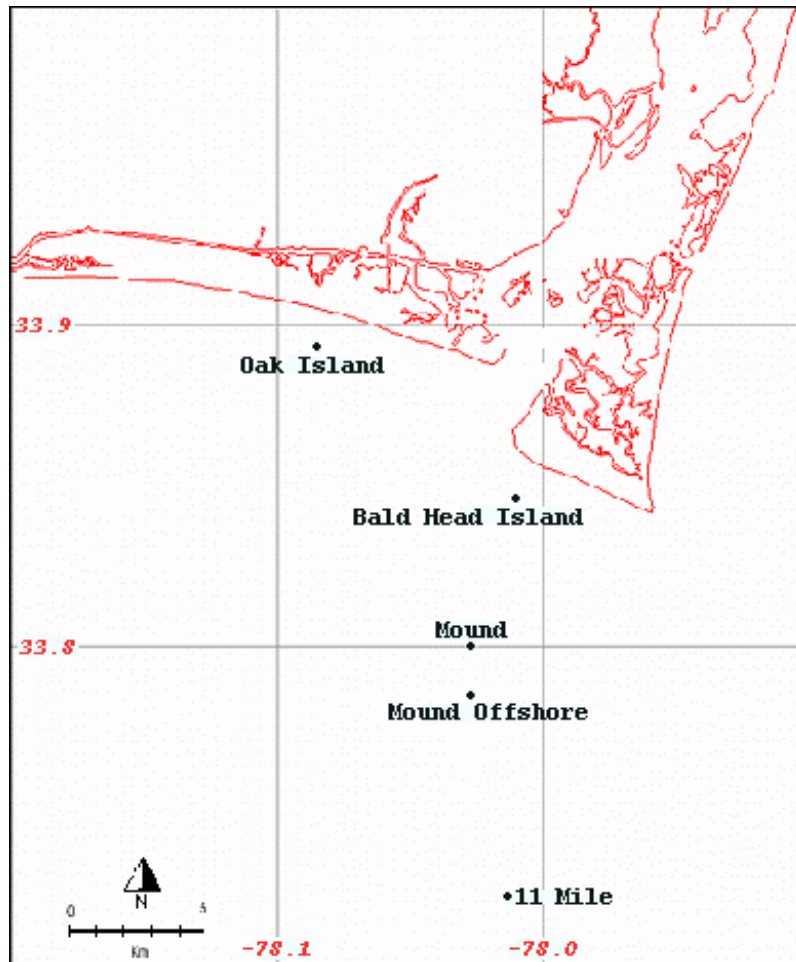 33.9
Oak Island
Bald Head Island
Mound
33.8
Mound Offshore
11 Mile
N
0 5
Km
-78.1 -78.0